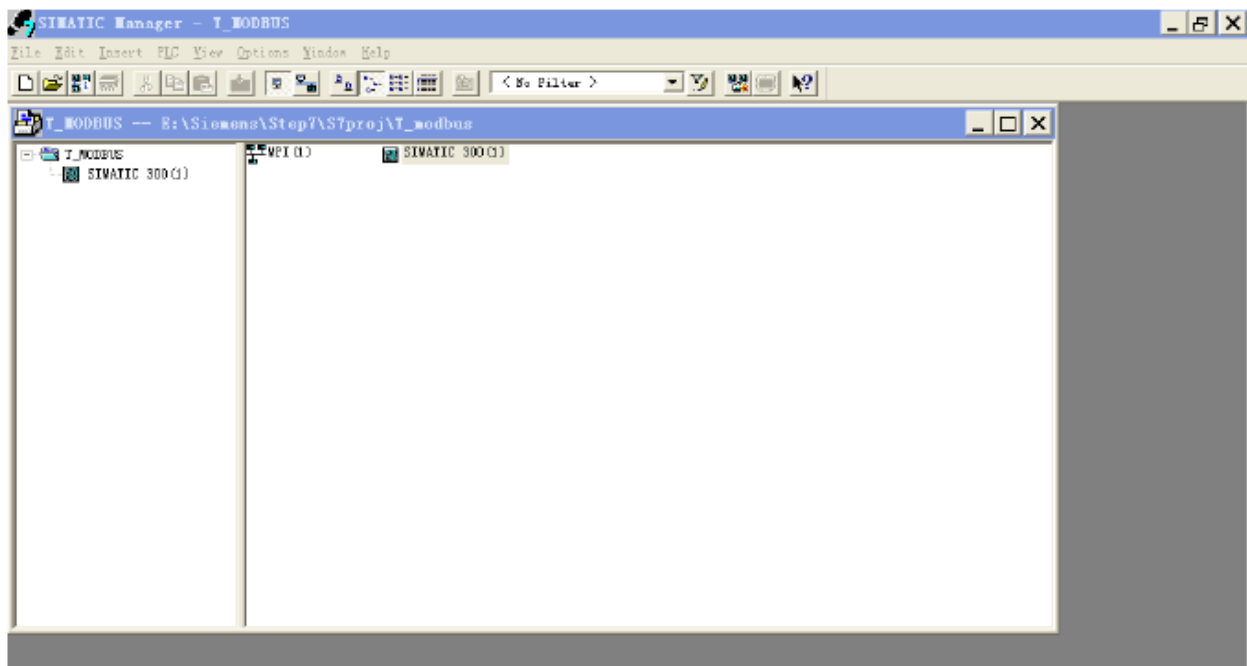 SIMATIC Manager - T_MODBUS
File Edit Insert PLC View Options Window Help
< No Filter >
T_MODBUS -- E:\Siemens\Step7\S7proj\T_modbus
T_MODBUS
SIMATIC 300(1)
MPI(1)
SIMATIC 300(1)